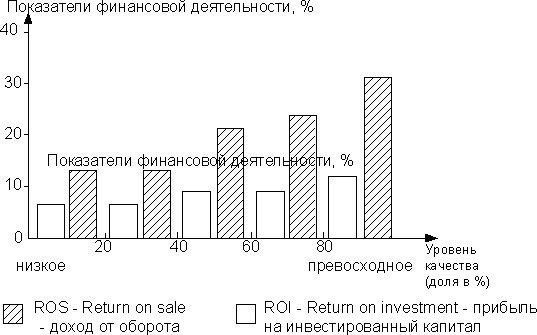 Показатели финансовой деятельности, %
40
30
20
Показатели финансовой деятельности, %
10
0
20 40 60 80
Уровень
качества
(доля в %)
низкое превосходное
ROS - Return on sale
- доход от оборота
ROI - Return on investment - прибыль
на инвестированный капитал